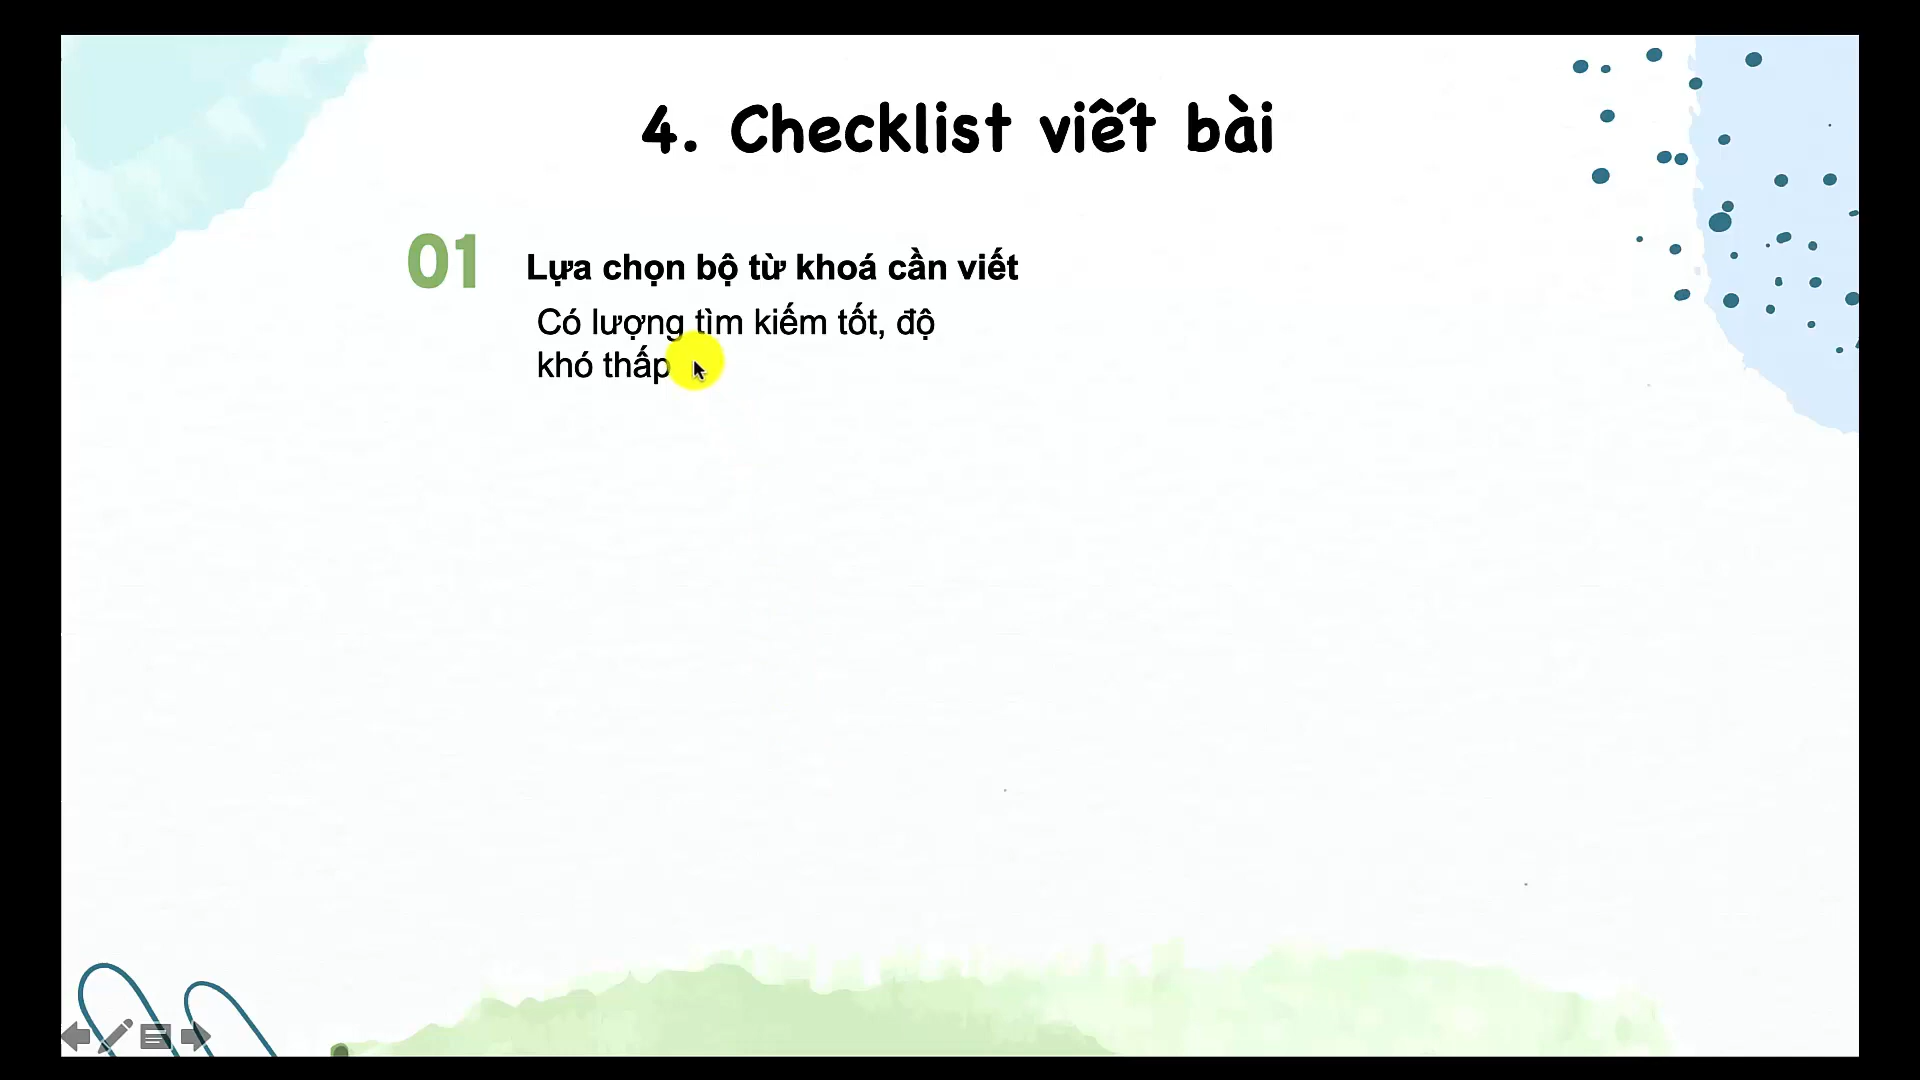 4. Checklist viết bài
01
Lựa chọn bộ từ khoá cần viết
Có lượng tìm kiếm tốt, độ
khó thấp